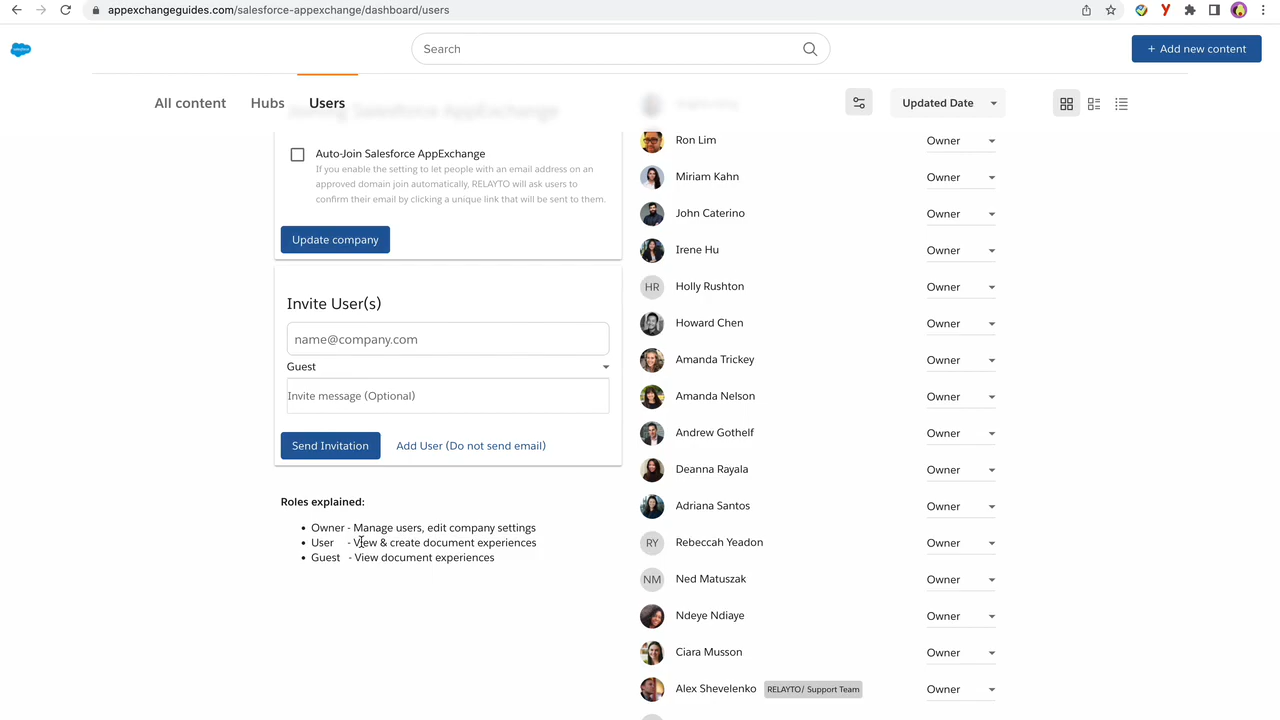 appexchangeguides.com/salesforce-appexchange/dashboard/users
salesforce
Search
+ Add new content
All content
Hubs
Users
Updated Date
Joining Salesforce AppExchange
Auto-Join Salesforce AppExchange
If you enable the setting to let people with an email address on an
approved domain join automatically, RELAYTO will ask users to
confirm their email by clicking a unique link that will be sent to them.
Update company
Invite User(s)
name@company.com
Guest
Invite message (Optional)
Send Invitation
Add User (Do not send email)
Roles explained:
• Owner - Manage users, edit company settings
• User - View & create document experiences
• Guest - View document experiences
Ron Lim Owner
Miriam Kahn Owner
John Caterino Owner
Irene Hu Owner
HR Holly Rushton Owner
Howard Chen Owner
Amanda Trickey Owner
Amanda Nelson Owner
Andrew Gothelf Owner
Deanna Rayala Owner
Adriana Santos Owner
RY Rebeccah Yeadon Owner
NM Ned Matuszak Owner
Ndeye Ndiaye Owner
Ciara Musson Owner
Alex Shevelenko RELAYTO/ Support Team Owner